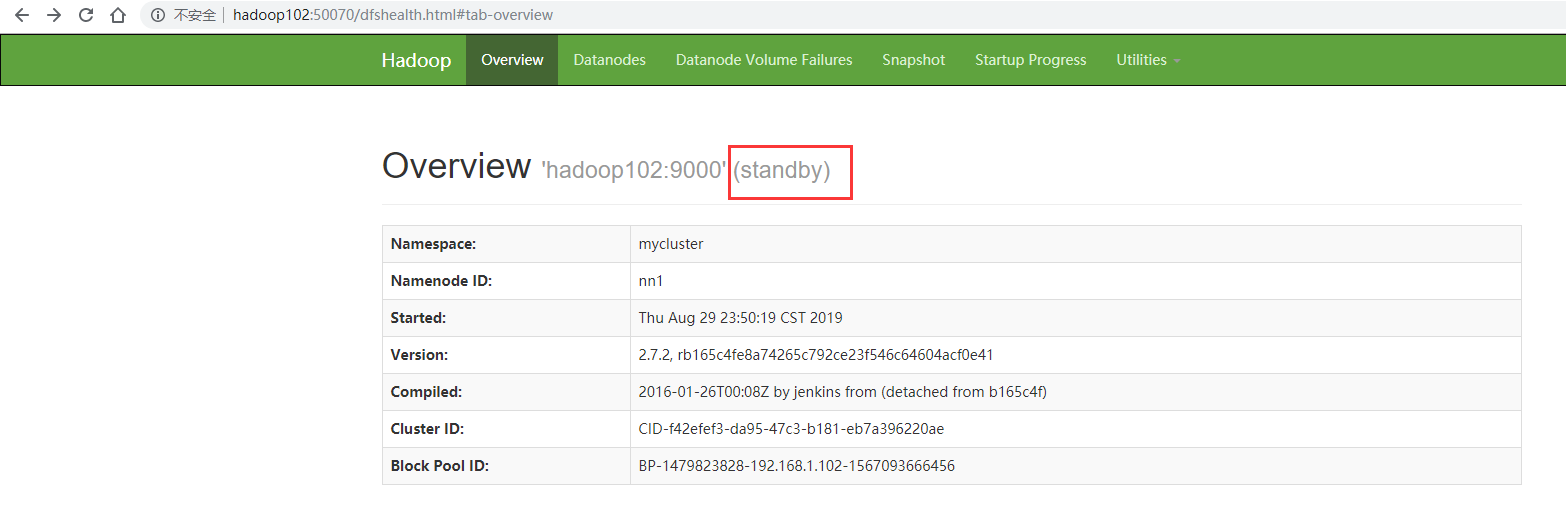 不安全 hadoop102:50070/dfshealth.html#tab-overview
Hadoop Overview Datanodes Datanode Volume Failures Snapshot Startup Progress Utilities
Overview 'hadoop102:9000' (standby)
Namespace: mycluster
Namenode ID: nn1
Started: Thu Aug 29 23:50:19 CST 2019
Version: 2.7.2, rb165c4fe8a74265c792ce23f546c64604acf0e41
Compiled: 2016-01-26T00:08Z by jenkins from (detached from b165c4f)
Cluster ID: CID-f42efef3-da95-47c3-b181-eb7a396220ae
Block Pool ID: BP-1479823828-192.168.1.102-1567093666456